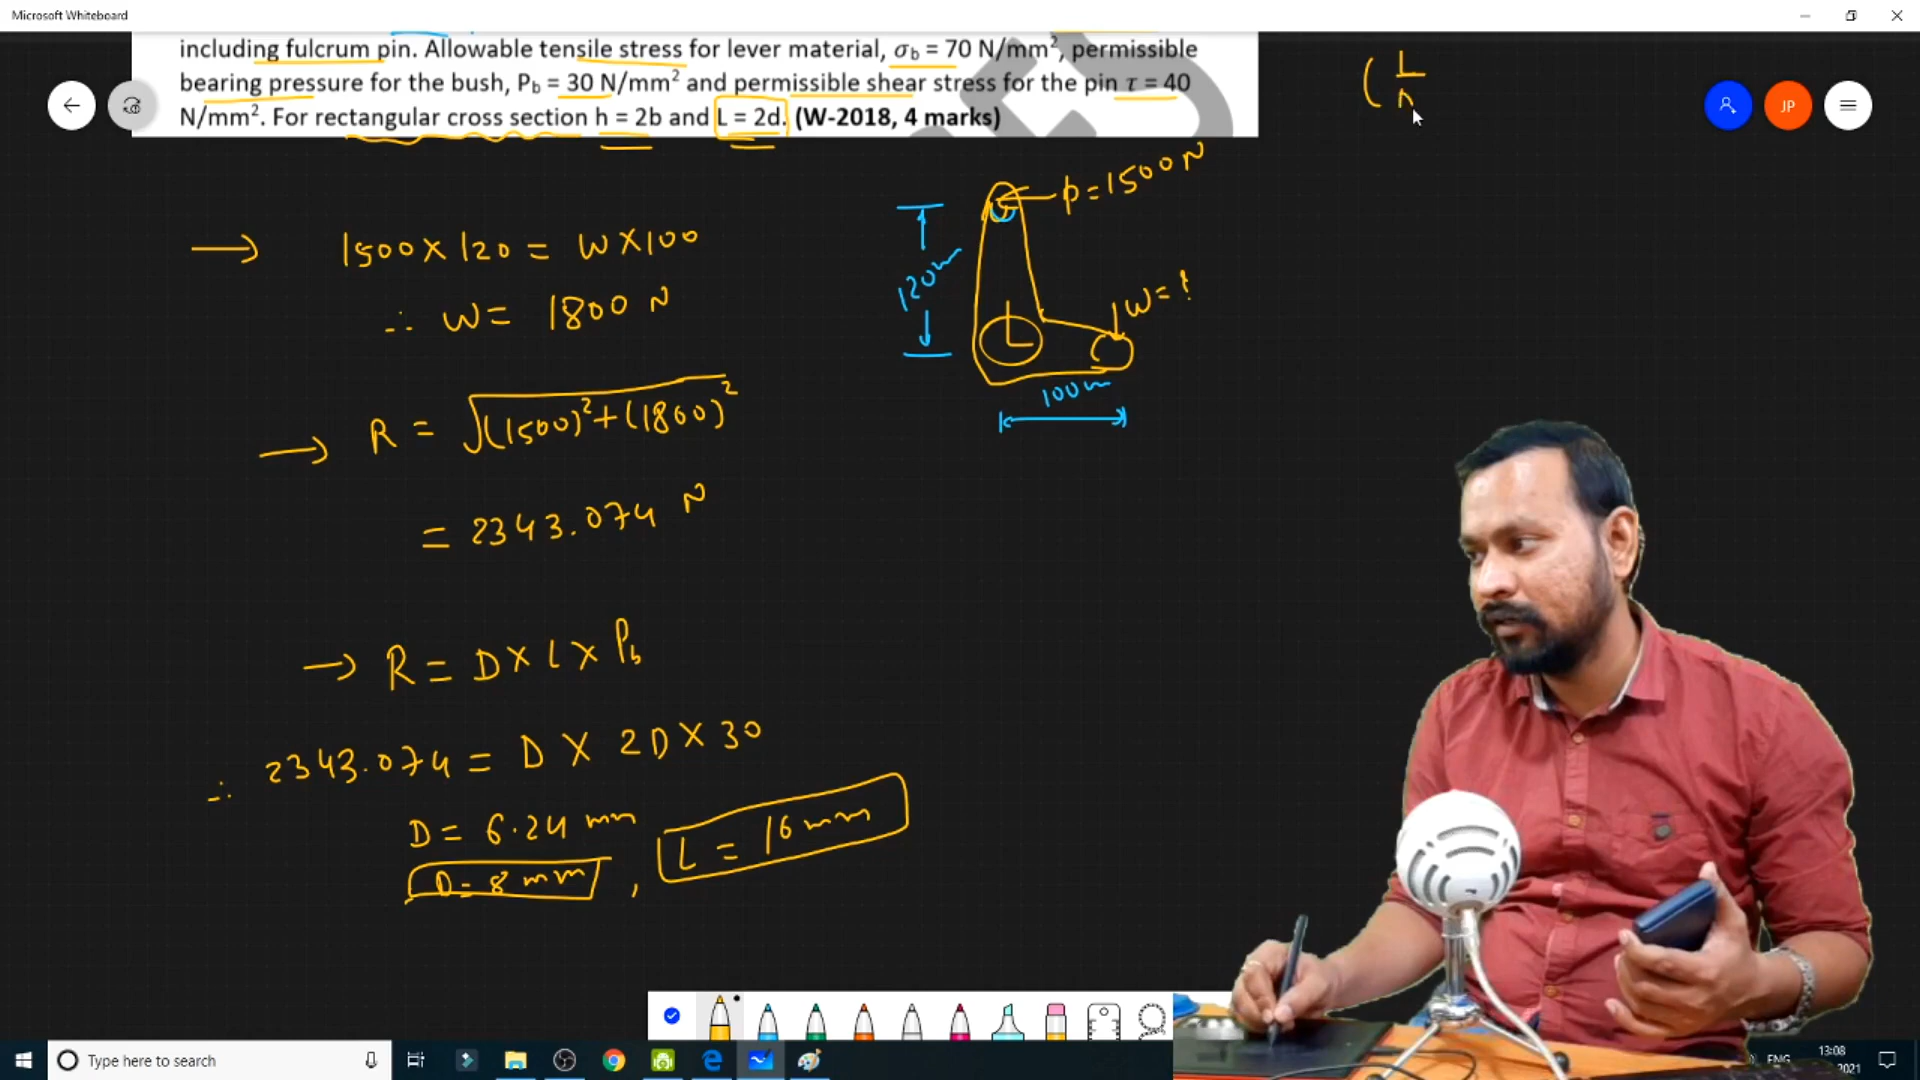 Microsoft Whiteboard
including fulcrum pin. Allowable tensile stress for lever material, σb = 70 N/mm², permissible
bearing pressure for the bush, Pb = 30 N/mm² and permissible shear stress for the pin τ = 40
N/mm². For rectangular cross section h = 2b and L = 2d. (W-2018, 4 marks)
JP
p = 1500 N
→ 1500 × 120 = W × 100
120
∴ W = 1800 N
W = ?
100
→ R = √(1500)² + (1800)²
= 2343.074 N
→ R = D × L × Pb
∴ 2343.074 = D × 2D × 30
D = 6.24 mm
D = 8 mm , L = 16 mm
Type here to search
ENG
13:08
2021